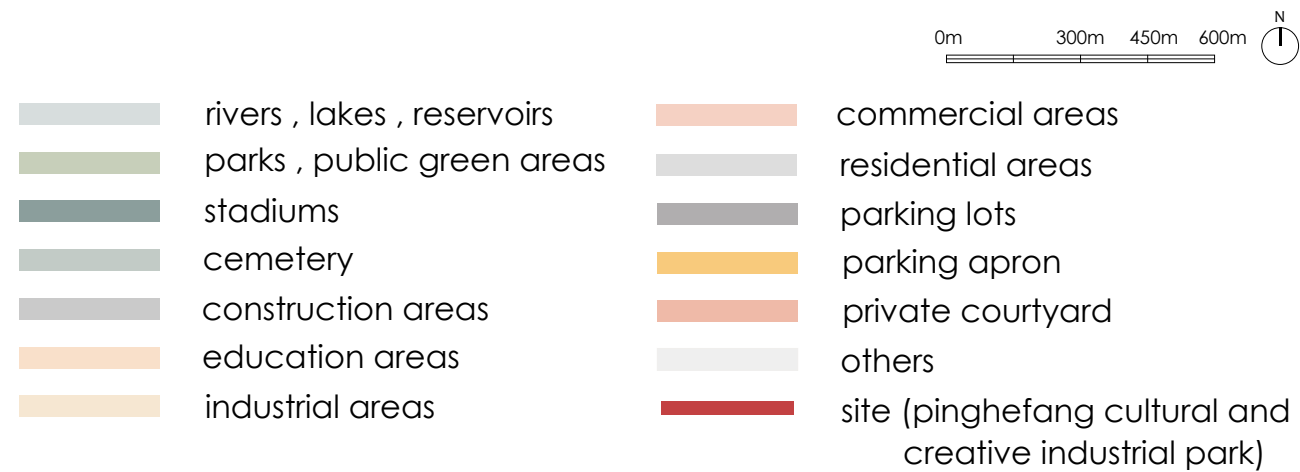 N
0m 300m 450m 600m
rivers , lakes , reservoirs
parks , public green areas
stadiums
cemetery
construction areas
education areas
industrial areas
commercial areas
residential areas
parking lots
parking apron
private courtyard
others
site (pinghefang cultural and
creative industrial park)